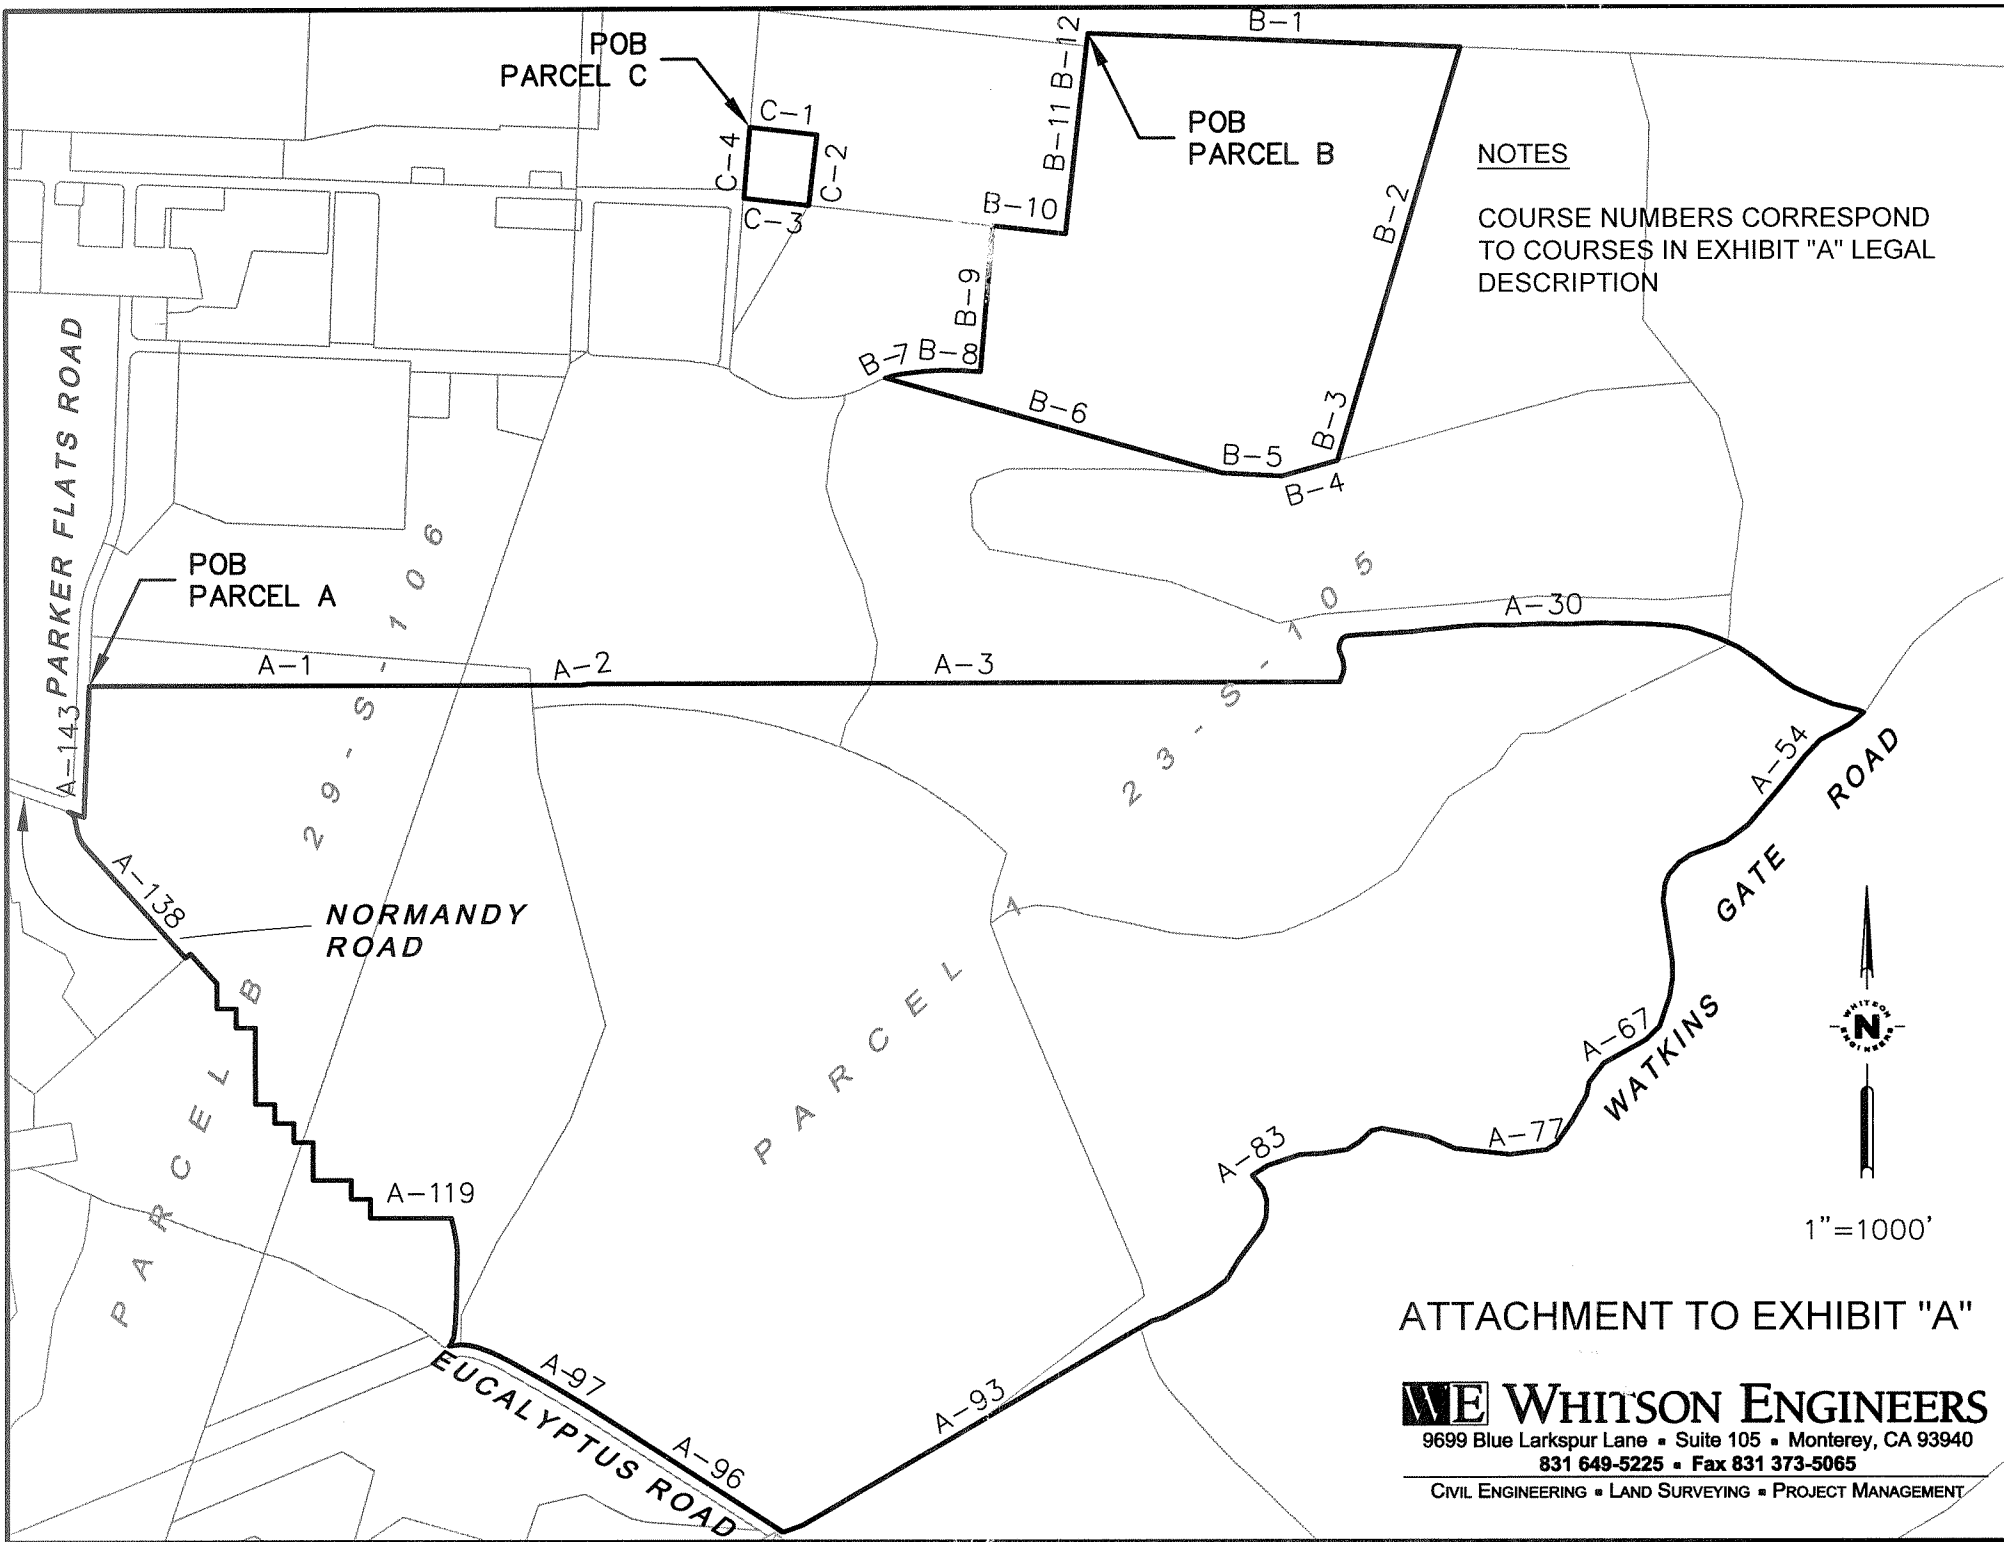 POB
PARCEL C
C-1
C-2
C-3
C-4
B-1
B-12
B-11
B-10
B-9
B-8
B-7
B-6
B-5
B-4
B-3
B-2
POB
PARCEL B
NOTES
COURSE NUMBERS CORRESPOND
TO COURSES IN EXHIBIT "A" LEGAL
DESCRIPTION
PARKER FLATS ROAD
POB
PARCEL A
A-143
A-1
A-2
A-3
A-30
A-54
A-67
A-77
A-83
A-93
A-96
A-97
A-119
A-138
29-S-106
23-S-105
PARCEL B
PARCEL 1
NORMANDY
ROAD
EUCALYPTUS ROAD
WATKINS GATE ROAD
WHITSON
N
ENGINEERS
1"=1000'
ATTACHMENT TO EXHIBIT "A"
WE WHITSON ENGINEERS
9699 Blue Larkspur Lane ▪ Suite 105 ▪ Monterey, CA 93940
831 649-5225 ▪ Fax 831 373-5065
CIVIL ENGINEERING ▪ LAND SURVEYING ▪ PROJECT MANAGEMENT